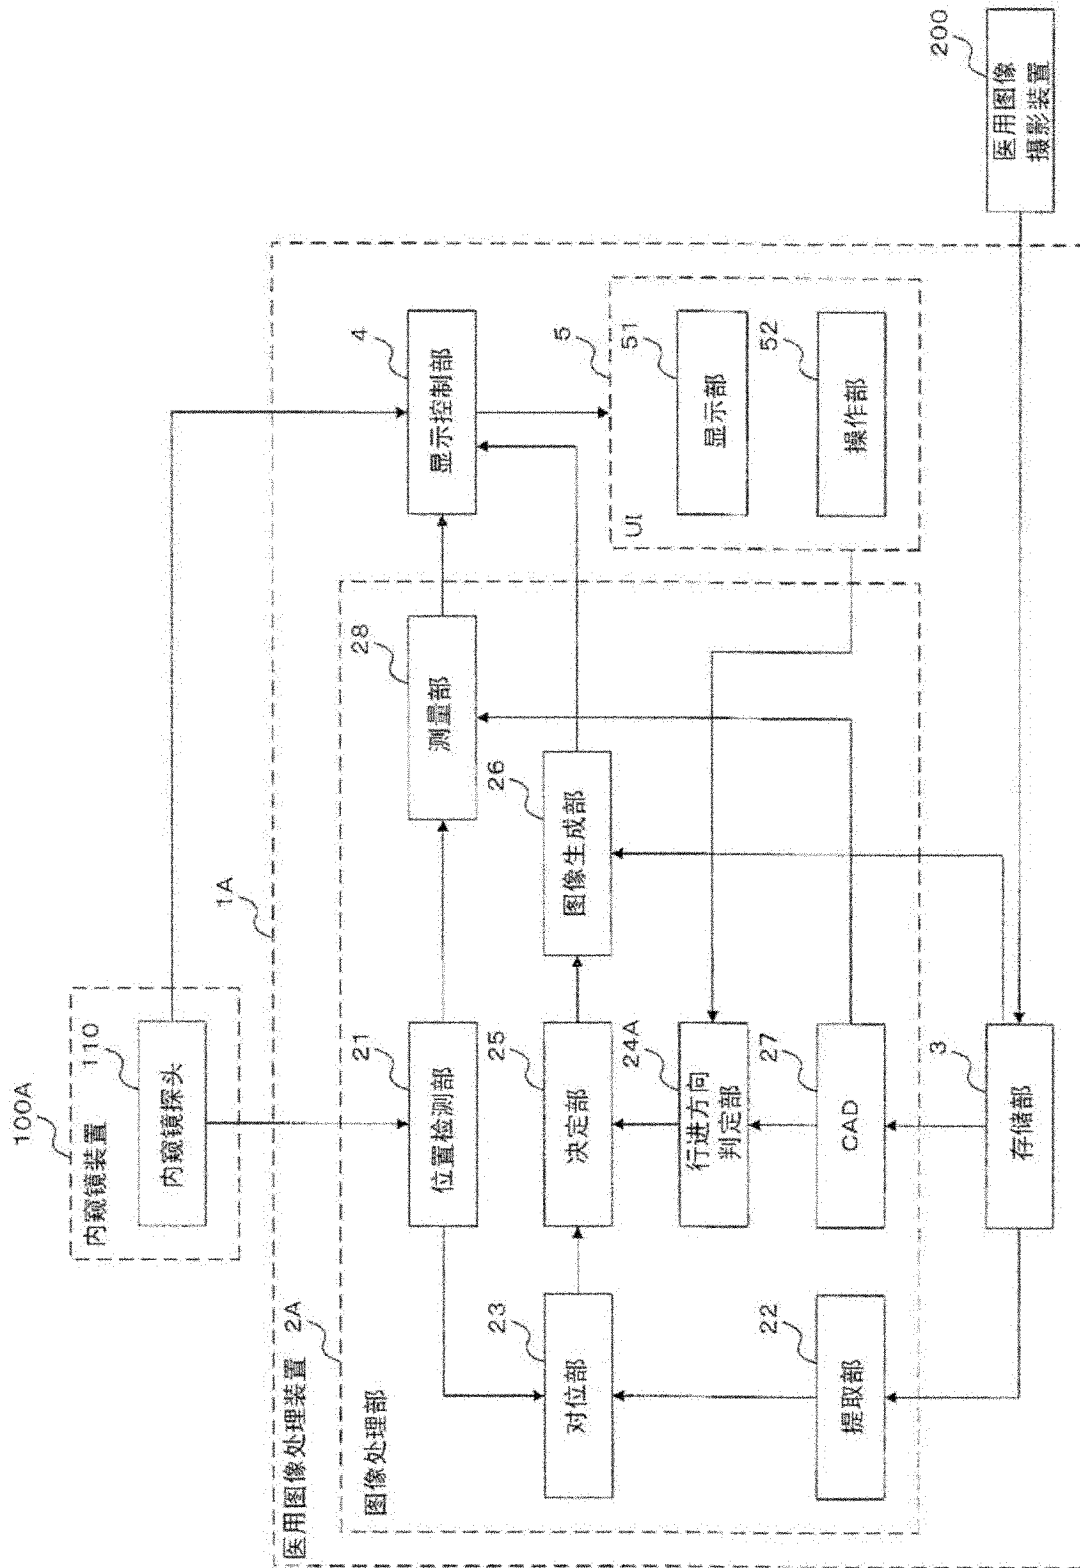 100A
内窥镜装置
110
内窥镜探头
1A
医用图像处理装置
2A
图像处理部
21
位置检测部
28
测量部
4
显示控制部
23
对位部
25
决定部
26
图像生成部
5
UI
51
显示部
52
操作部
24A
行进方向
判定部
22
提取部
27
CAD
3
存储部
200
医用图像
摄影装置